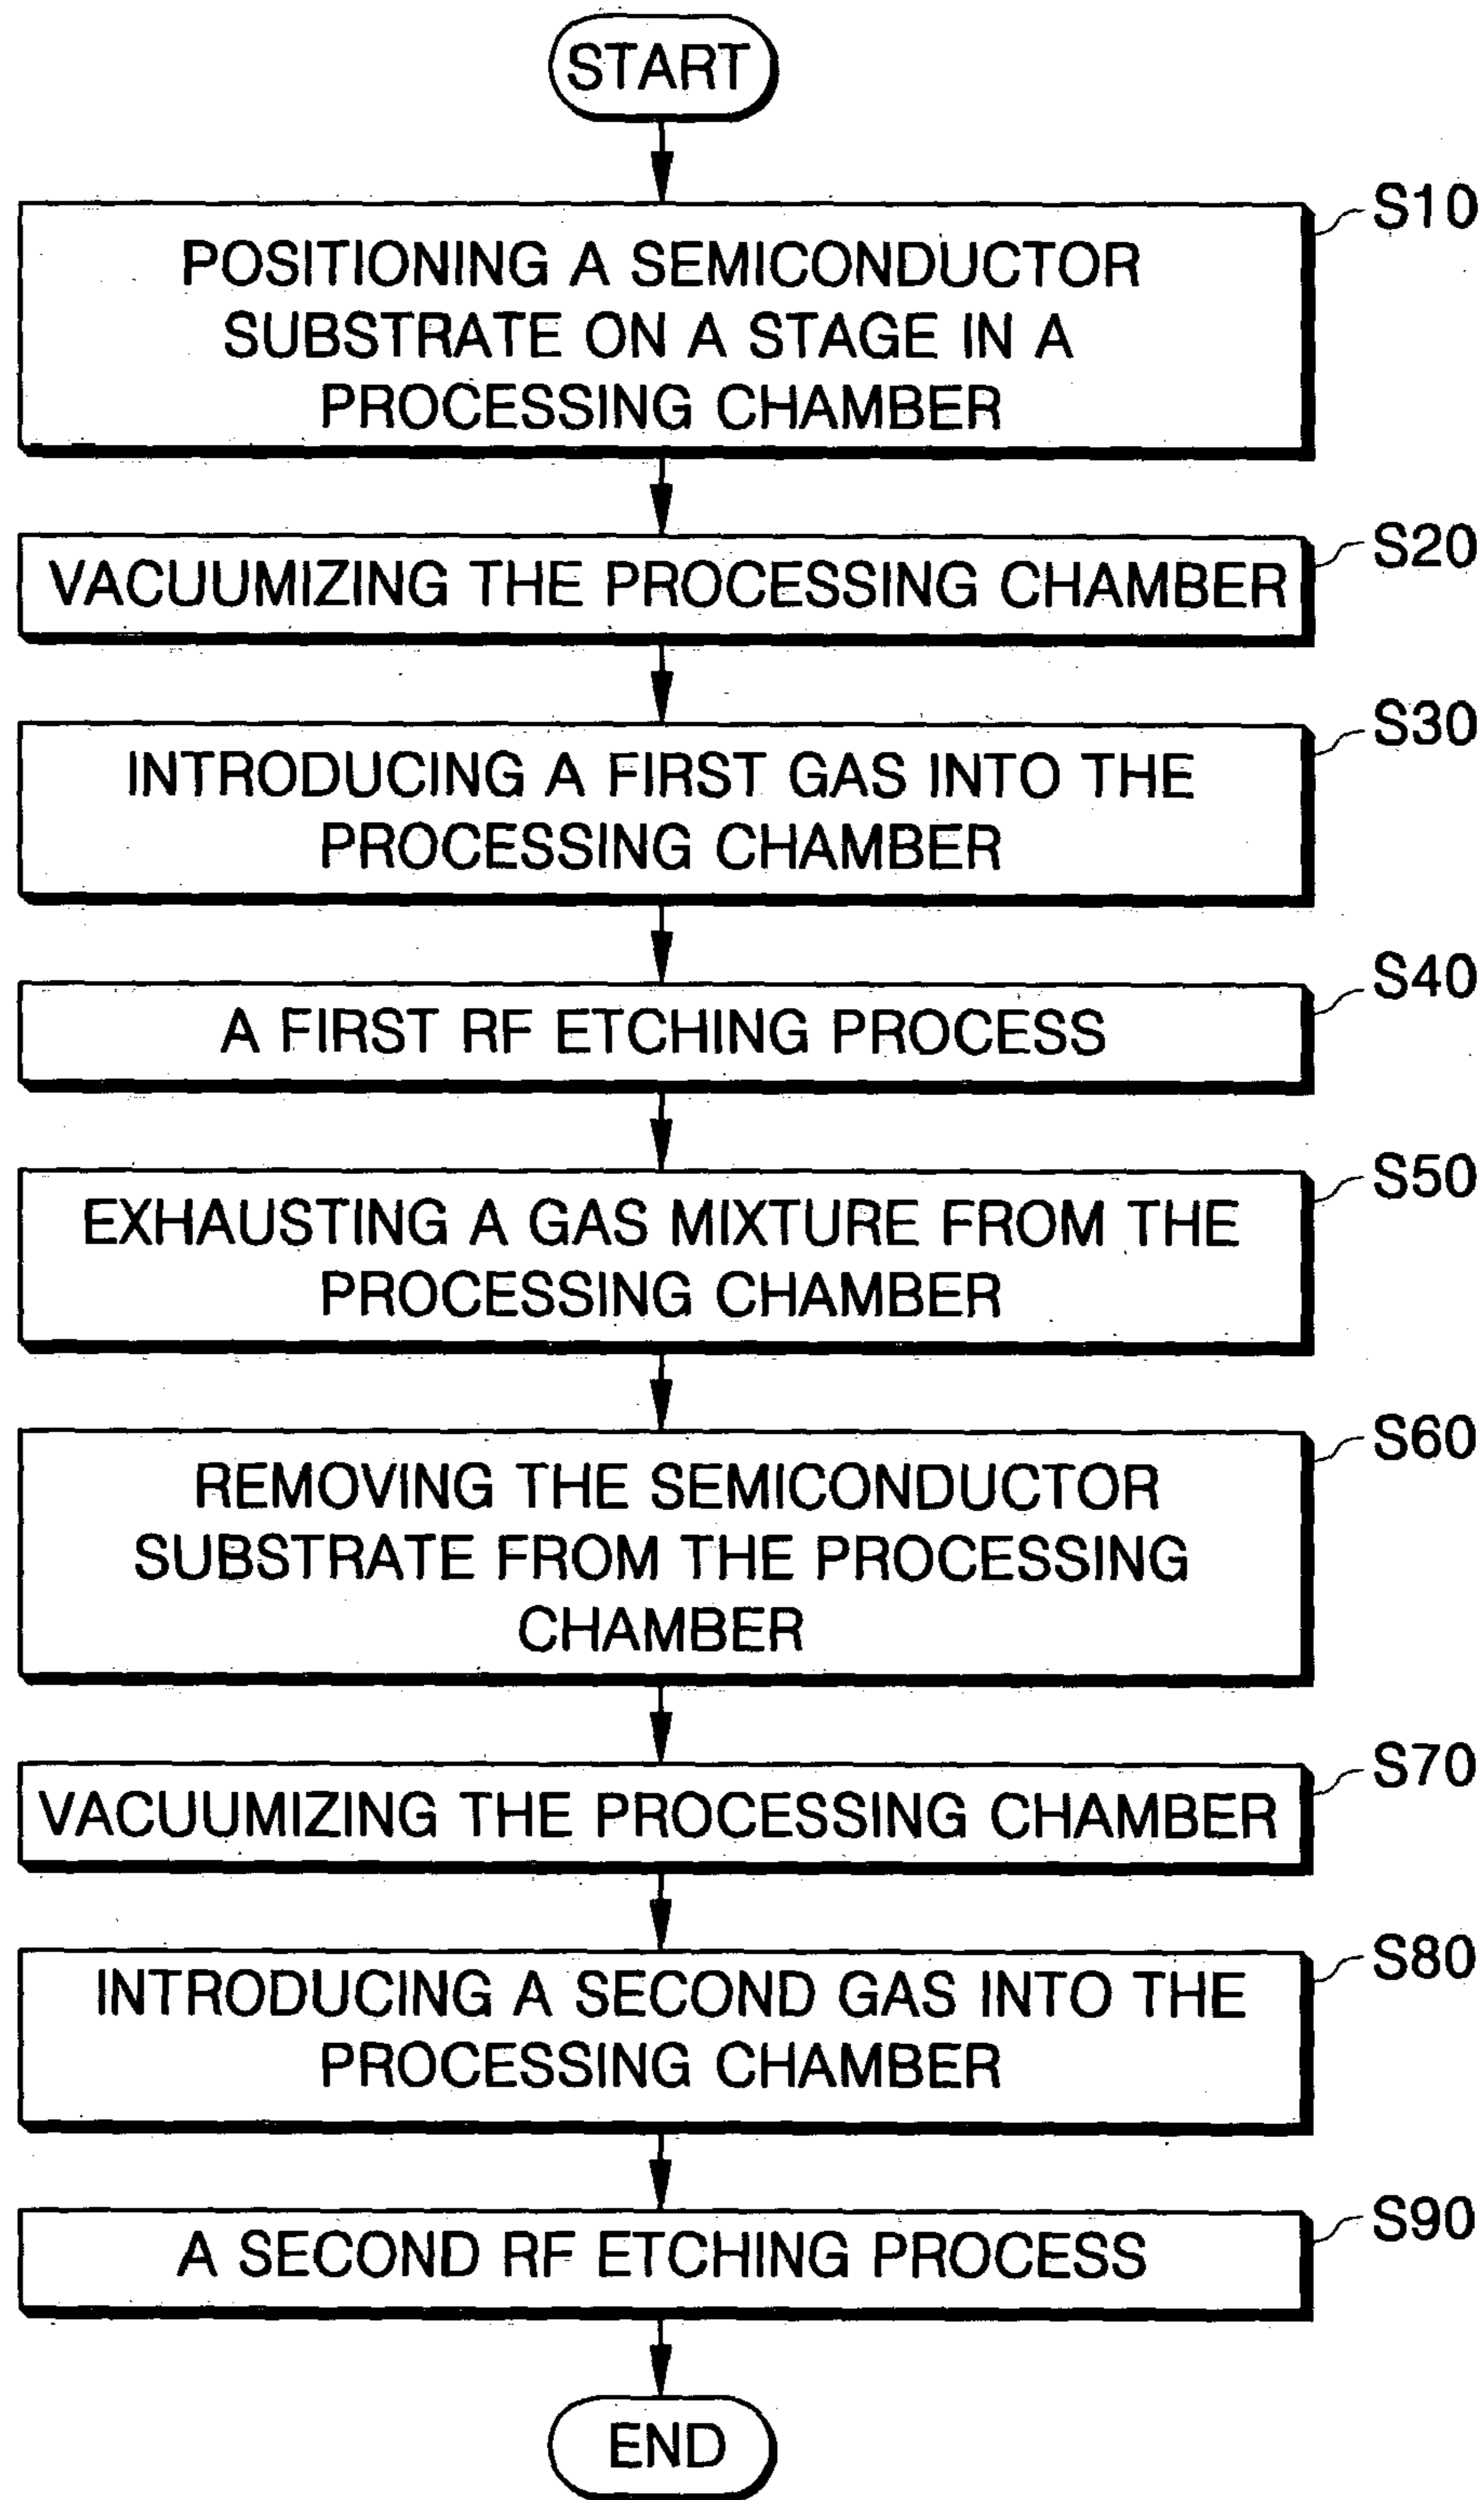 START
S10
POSITIONING A SEMICONDUCTOR
SUBSTRATE ON A STAGE IN A
PROCESSING CHAMBER
S20
VACUUMIZING THE PROCESSING CHAMBER
S30
INTRODUCING A FIRST GAS INTO THE
PROCESSING CHAMBER
S40
A FIRST RF ETCHING PROCESS
S50
EXHAUSTING A GAS MIXTURE FROM THE
PROCESSING CHAMBER
S60
REMOVING THE SEMICONDUCTOR
SUBSTRATE FROM THE PROCESSING
CHAMBER
S70
VACUUMIZING THE PROCESSING CHAMBER
S80
INTRODUCING A SECOND GAS INTO THE
PROCESSING CHAMBER
S90
A SECOND RF ETCHING PROCESS
END